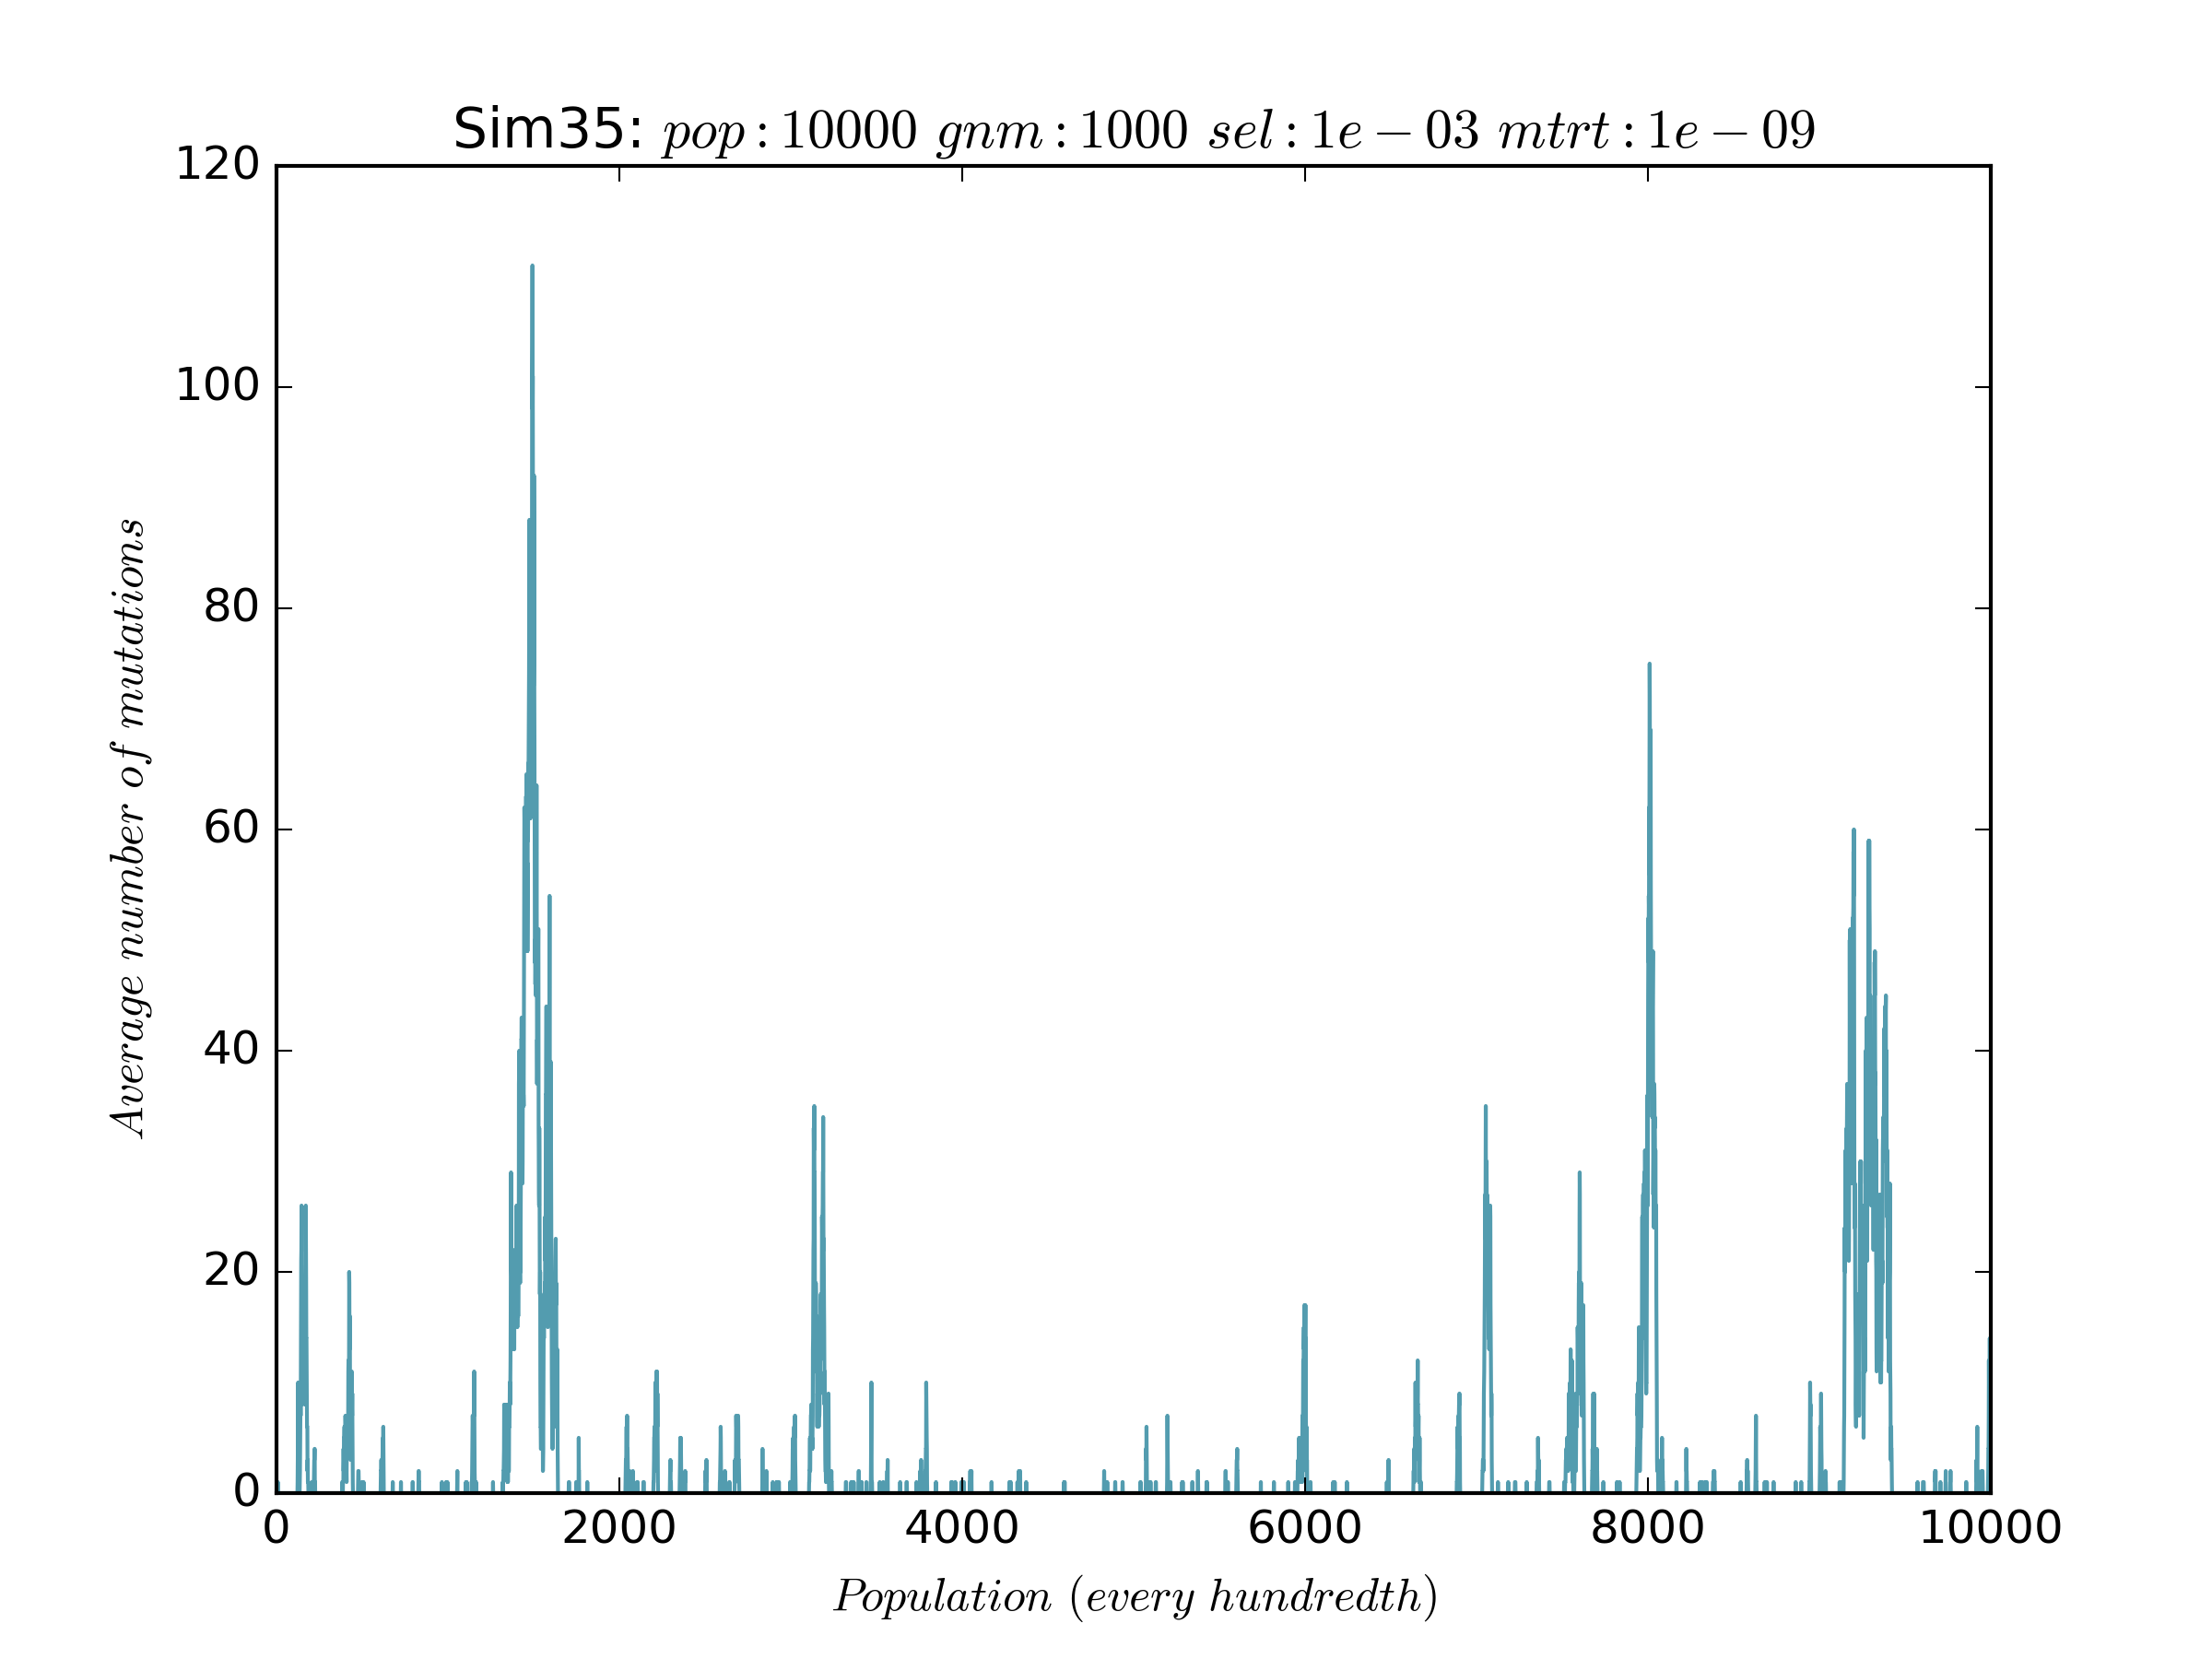 Sim35: pop : 10000 gnm : 1000 sel : 1e − 03 mtrt : 1e − 09
120
100
80
60
40
20
0
Average number of mutations
0 2000 4000 6000 8000 10000
Population (every hundredth)